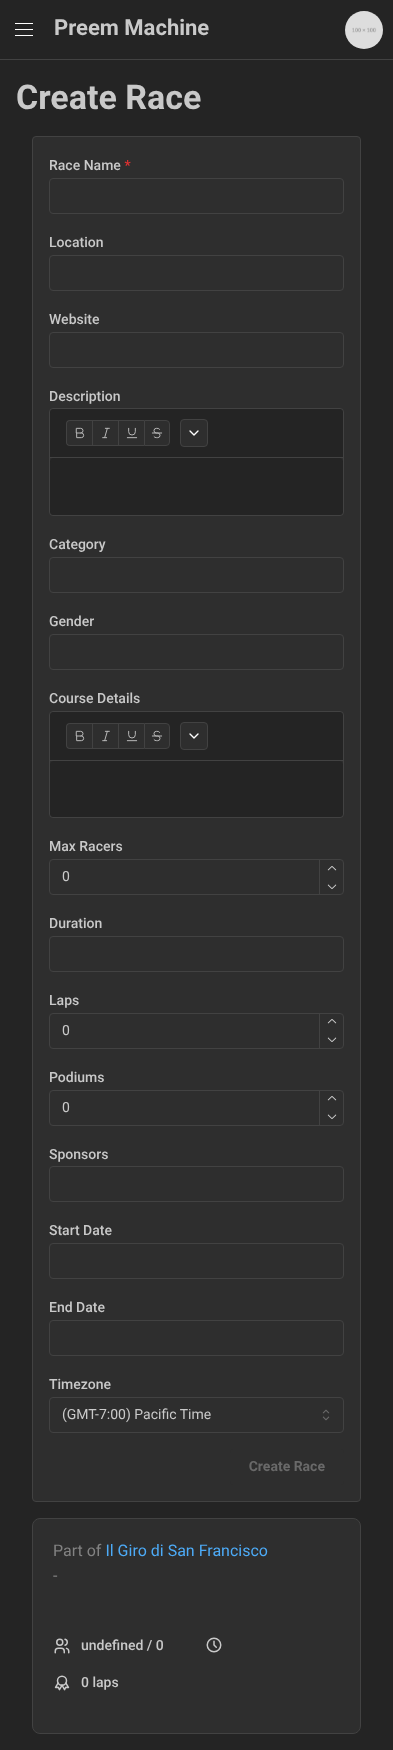 Preem Machine
100 × 100
Create Race
Race Name *
Location
Website
Description
B I U S
Category
Gender
Course Details
B I U S
Max Racers
0
Duration
Laps
0
Podiums
0
Sponsors
Start Date
End Date
Timezone
(GMT-7:00) Pacific Time
Create Race
Part of Il Giro di San Francisco
-
undefined / 0
0 laps